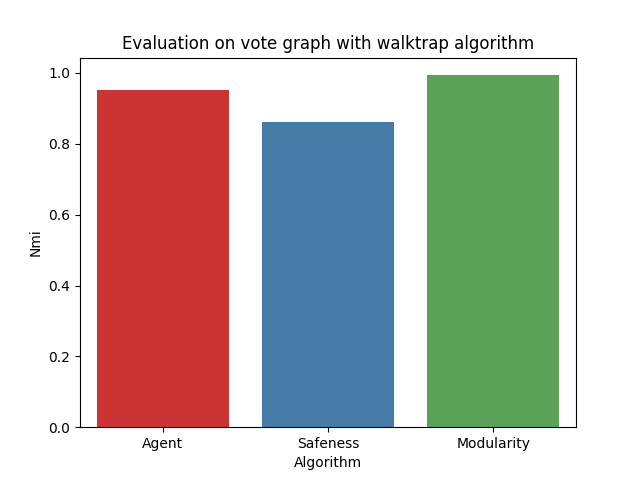 Evaluation on vote graph with walktrap algorithm
1.0
0.8
0.6
0.4
0.2
0.0
Nmi
Agent
Safeness
Modularity
Algorithm